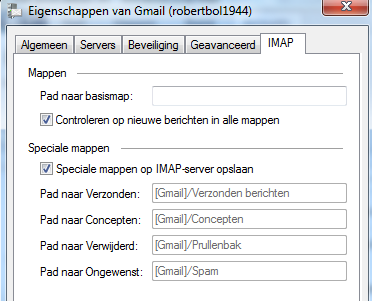 Eigenschappen van Gmail (robertbol1944)
Algemeen Servers Beveiliging Geavanceerd IMAP
Mappen
Pad naar basismap:
Controleren op nieuwe berichten in alle mappen
Speciale mappen
Speciale mappen op IMAP-server opslaan
Pad naar Verzonden: [Gmail]/Verzonden berichten
Pad naar Concepten: [Gmail]/Concepten
Pad naar Verwijderd: [Gmail]/Prullenbak
Pad naar Ongewenst: [Gmail]/Spam